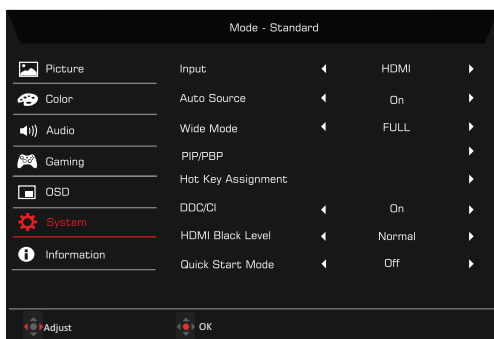 Mode - Standard
Picture
Color
Audio
Gaming
OSD
System
Information
Input HDMI
Auto Source On
Wide Mode FULL
PIP/PBP
Hot Key Assignment
DDC/CI On
HDMI Black Level Normal
Quick Start Mode Off
Adjust OK